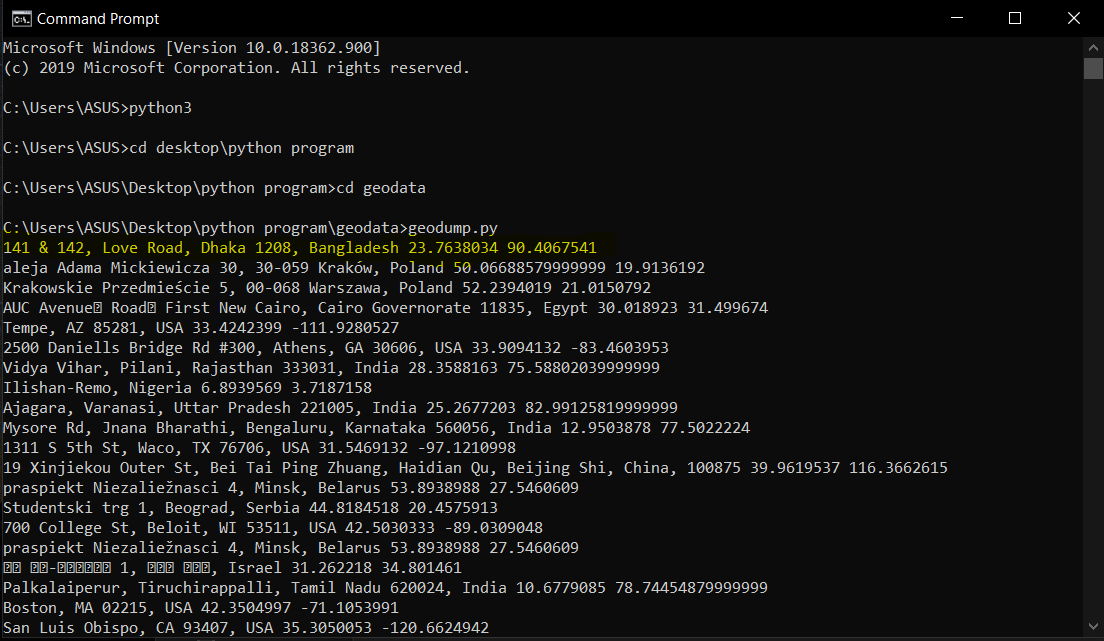 Command Prompt
Microsoft Windows [Version 10.0.18362.900]
(c) 2019 Microsoft Corporation. All rights reserved.
C:\Users\ASUS>python3
C:\Users\ASUS>cd desktop\python program
C:\Users\ASUS\Desktop\python program>cd geodata
C:\Users\ASUS\Desktop\python program\geodata>geodump.py
141 & 142, Love Road, Dhaka 1208, Bangladesh 23.7638034 90.4067541
aleja Adama Mickiewicza 30, 30-059 Kraków, Poland 50.06688579999999 19.9136192
Krakowskie Przedmieście 5, 00-068 Warszawa, Poland 52.2394019 21.0150792
AUC Avenue⍰ Road⍰ First New Cairo, Cairo Governorate 11835, Egypt 30.018923 31.499674
Tempe, AZ 85281, USA 33.4242399 -111.9280527
2500 Daniells Bridge Rd #300, Athens, GA 30606, USA 33.9094132 -83.4603953
Vidya Vihar, Pilani, Rajasthan 333031, India 28.3588163 75.58802039999999
Ilishan-Remo, Nigeria 6.8939569 3.7187158
Ajagara, Varanasi, Uttar Pradesh 221005, India 25.2677203 82.99125819999999
Mysore Rd, Jnana Bharathi, Bengaluru, Karnataka 560056, India 12.9503878 77.5022224
1311 S 5th St, Waco, TX 76706, USA 31.5469132 -97.1210998
19 Xinjiekou Outer St, Bei Tai Ping Zhuang, Haidian Qu, Beijing Shi, China, 100875 39.9619537 116.3662615
praspiekt Niezaliežnasci 4, Minsk, Belarus 53.8938988 27.5460609
Studentski trg 1, Beograd, Serbia 44.8184518 20.4575913
700 College St, Beloit, WI 53511, USA 42.5030333 -89.0309048
praspiekt Niezaliežnasci 4, Minsk, Belarus 53.8938988 27.5460609
⍰⍰ ⍰⍰-⍰⍰⍰⍰⍰⍰ 1, ⍰⍰⍰ ⍰⍰⍰, Israel 31.262218 34.801461
Palkalaiperur, Tiruchirappalli, Tamil Nadu 620024, India 10.6779085 78.74454879999999
Boston, MA 02215, USA 42.3504997 -71.1053991
San Luis Obispo, CA 93407, USA 35.3050053 -120.6624942